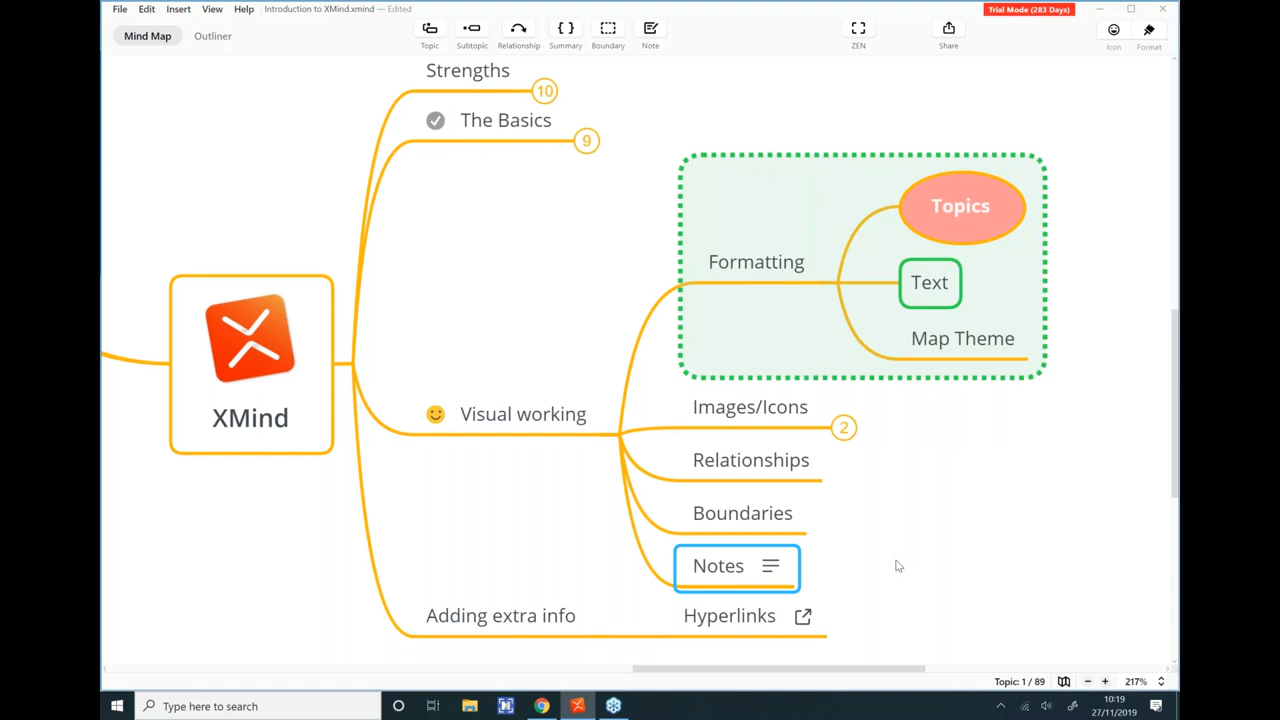 File Edit Insert View Help Introduction to XMind.xmind — Edited Trial Mode (283 Days)
Mind Map Outliner
Topic Subtopic Relationship Summary Boundary Note ZEN Share Icon Format
Strengths
10
The Basics
9
Topics
Formatting
Text
Map Theme
Images/Icons
2
Visual working
XMind
Relationships
Boundaries
Notes
Adding extra info Hyperlinks
Topic: 1 / 89 217%
Type here to search
10:19
27/11/2019